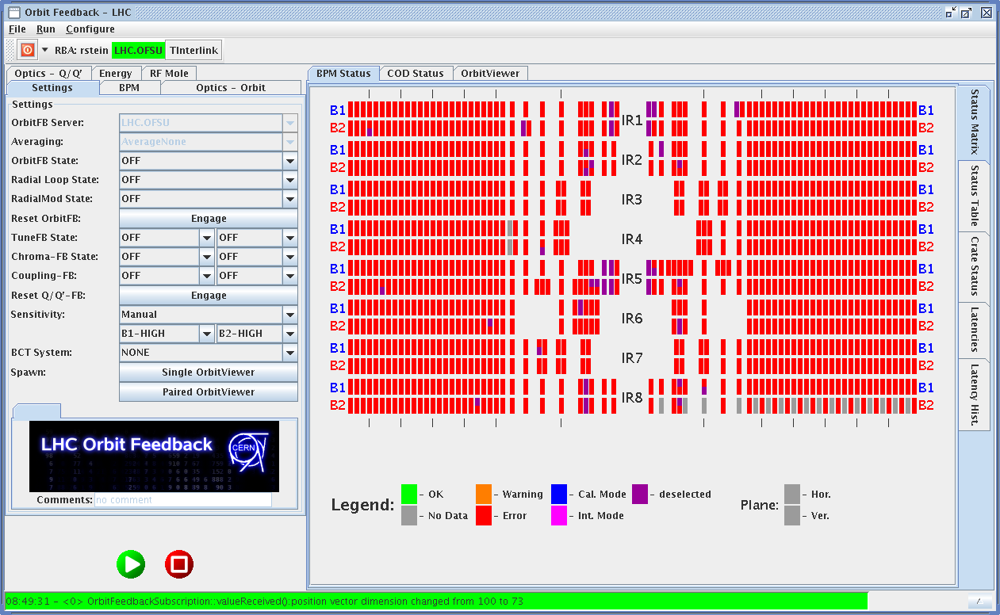 Orbit Feedback - LHC
File Run Configure
RBA: rstein LHC.OFSU TInterlink
Optics - Q/Q' Energy RF Mole
Settings BPM Optics - Orbit
Settings
OrbitFB Server: LHC.OFSU
Averaging: AverageNone
OrbitFB State: OFF
Radial Loop State: OFF
RadialMod State: OFF
Reset OrbitFB: Engage
TuneFB State: OFF OFF
Chroma-FB State: OFF OFF
Coupling-FB: OFF OFF
Reset Q/Q'-FB: Engage
Sensitivity: Manual
B1-HIGH B2-HIGH
BCT System: NONE
Spawn: Single OrbitViewer
Paired OrbitViewer
LHC Orbit Feedback CERN
Comments: no comment
BPM Status COD Status OrbitViewer
B1 B1
IR1
B2 B2
B1 B1
IR2
B2 B2
B1 B1
IR3
B2 B2
B1 B1
IR4
B2 B2
B1 B1
IR5
B2 B2
B1 B1
IR6
B2 B2
B1 B1
IR7
B2 B2
B1 B1
IR8
B2 B2
Legend:
- OK - Warning - Cal. Mode - deselected
- No Data - Error - Int. Mode
Plane:
- Hor.
- Ver.
Status Matrix
Status Table
Crate Status
Latencies
Latency Hist.
08:49:31 - <0> OrbitFeedbackSubscription::valueReceived():position vector dimension changed from 100 to 73